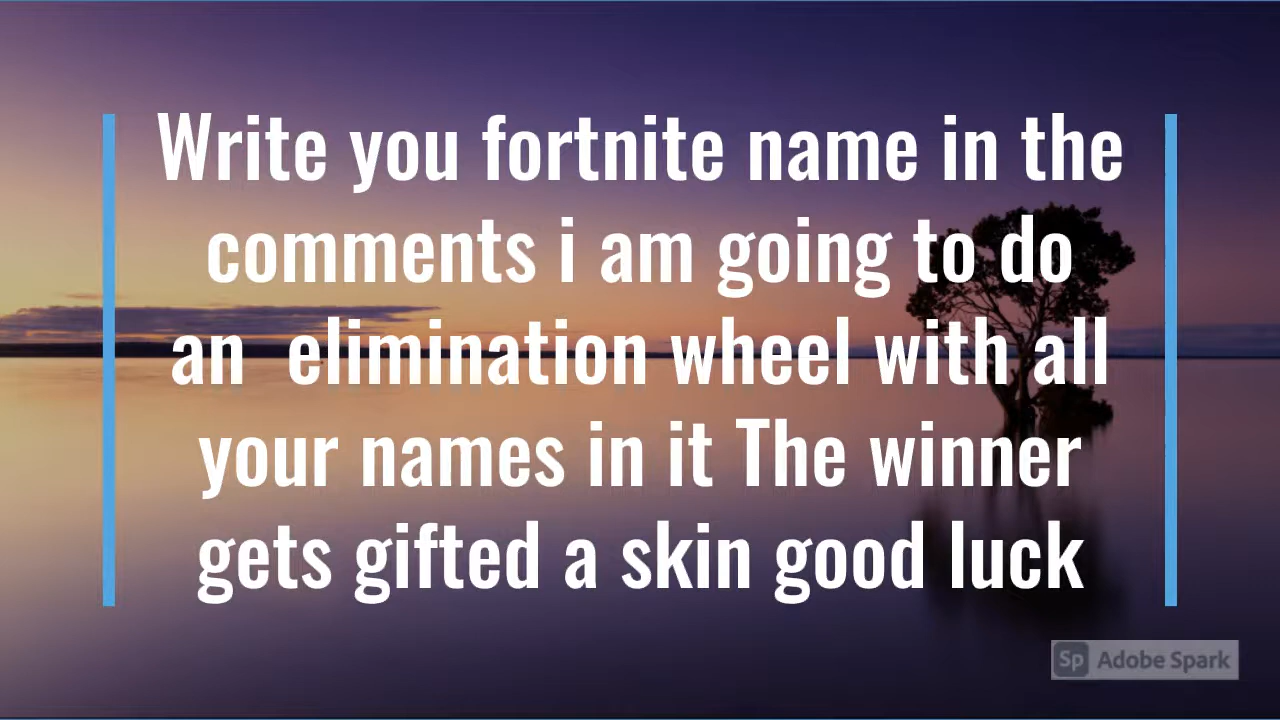 Write you fortnite name in the
comments i am going to do
an  elimination wheel with all
your names in it The winner
gets gifted a skin good luck
Sp Adobe Spark